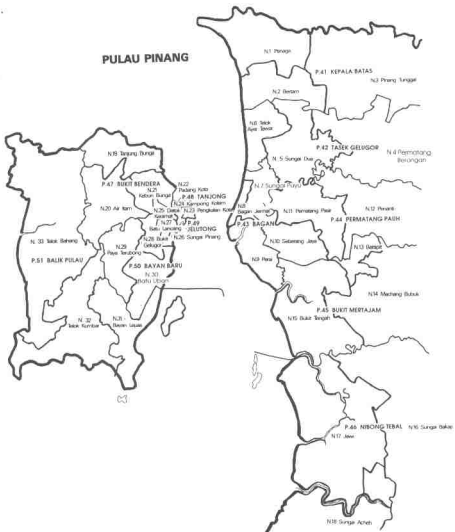 PULAU PINANG
N.1 Penaga
P.41 KEPALA BATAS
N.3 Pinang Tunggal
N.2 Bertam
N.6 Telok
Ayer Tawar
P.42 TASEK GELUGOR
N.4 Permatang
Berangan
N.5 Sungai Dua
N.7 Sungai Puyu
N.8
Bagan Jermal
P.43 BAGAN
N.11 Permatang Pasir
N.12 Penanti
P.44 PERMATANG PAUH
N.10 Seberang Jaya
N.13 Berapit
N.9 Perai
N.14 Machang Bubuk
P.45 BUKIT MERTAJAM
N.15 Bukit Tengah
P.46 NIBONG TEBAL
N.16 Sungai Bakap
N.17 Jawi
N.18 Sungai Acheh
N.19 Tanjung Bunga
P.47 BUKIT BENDERA
N.21
Kebun Bunga
N.22
Padang Kota
P.48 TANJONG
N.24 Kampong Kolam
N.20 Air Itam
N.25 Datok
Keramat
N.23 Pengkalan Kota
N.27
Batu Lancang
P.49
JELUTONG
N.26 Sungai Pinang
N.28 Bukit
Gelugor
N.33 Telok Bahang
N.29
Paya Terubong
P.51 BALIK PULAU
P.50 BAYAN BARU
N.30
Batu Uban
N.32
Telok Kumbar
N.31
Bayan Lepas